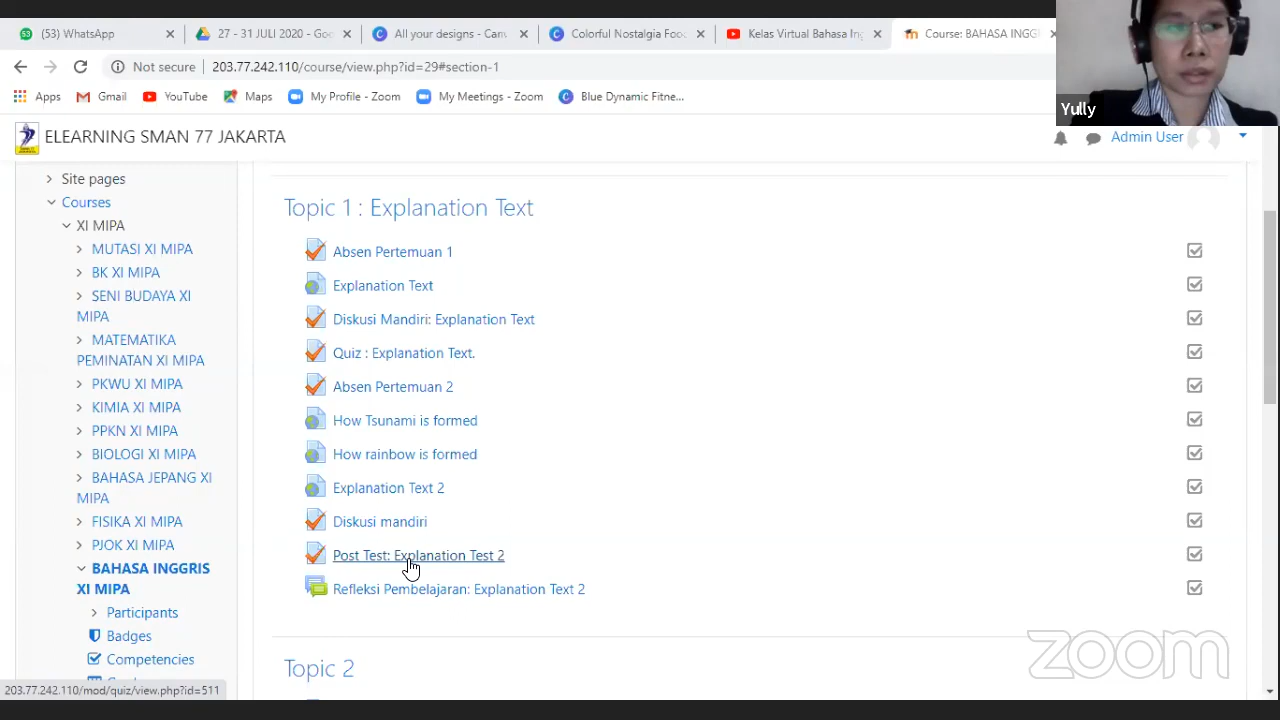 (53) WhatsApp
27 - 31 JULI 2020 - Goo
All your designs - Canv
Colorful Nostalgia Foo
Kelas Virtual Bahasa Ing
Course: BAHASA INGGI
Not secure | 203.77.242.110/course/view.php?id=29#section-1
Apps
Gmail
YouTube
Maps
My Profile - Zoom
My Meetings - Zoom
Blue Dynamic Fitne...
Yully
ELEARNING SMAN 77 JAKARTA
Admin User
Site pages
Courses
XI MIPA
MUTASI XI MIPA
BK XI MIPA
SENI BUDAYA XI
MIPA
MATEMATIKA
PEMINATAN XI MIPA
PKWU XI MIPA
KIMIA XI MIPA
PPKN XI MIPA
BIOLOGI XI MIPA
BAHASA JEPANG XI
MIPA
FISIKA XI MIPA
PJOK XI MIPA
BAHASA INGGRIS
XI MIPA
Participants
Badges
Competencies
203.77.242.110/mod/quiz/view.php?id=511
Topic 1 : Explanation Text
Absen Pertemuan 1
Explanation Text
Diskusi Mandiri: Explanation Text
Quiz : Explanation Text.
Absen Pertemuan 2
How Tsunami is formed
How rainbow is formed
Explanation Text 2
Diskusi mandiri
Post Test: Explanation Test 2
Refleksi Pembelajaran: Explanation Text 2
Topic 2
zoom